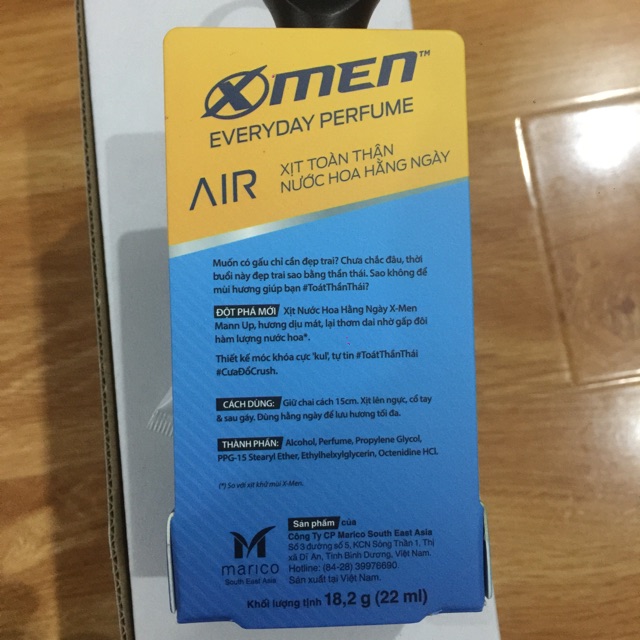 XMEN™
EVERYDAY PERFUME
AIR XỊT TOÀN THÂN
NƯỚC HOA HẰNG NGÀY
Muốn có gấu chỉ cần đẹp trai? Chưa chắc đâu, thời
buổi này đẹp trai sao bằng thần thái. Sao không để
mùi hương giúp bạn #ToátThầnThái?
ĐỘT PHÁ MỚI Xịt Nước Hoa Hằng Ngày X-Men
Mann Up, hương dịu mát, lại thơm dai nhờ gấp đôi
hàm lượng nước hoa*.
Thiết kế móc khóa cực 'kul', tự tin #ToátThầnThái
#CưaĐổCrush.
CÁCH DÙNG: Giữ chai cách 15cm. Xịt lên ngực, cổ tay
& sau gáy. Dùng hằng ngày để lưu hương tối đa.
THÀNH PHẦN: Alcohol, Perfume, Propylene Glycol,
PPG-15 Stearyl Ether, Ethylhelxylglycerin, Octenidine HCl.
(*) So với xịt khử mùi X-Men.
marico
South East Asia
Sản phẩm của
Công Ty CP Marico South East Asia
Số 3 đường số 5, KCN Sóng Thần 1, Thị
xã Dĩ An, Tỉnh Bình Dương, Việt Nam.
Hotline: (84-28) 39976690.
Sản xuất tại Việt Nam.
Khối lượng tịnh 18,2 g (22 ml)